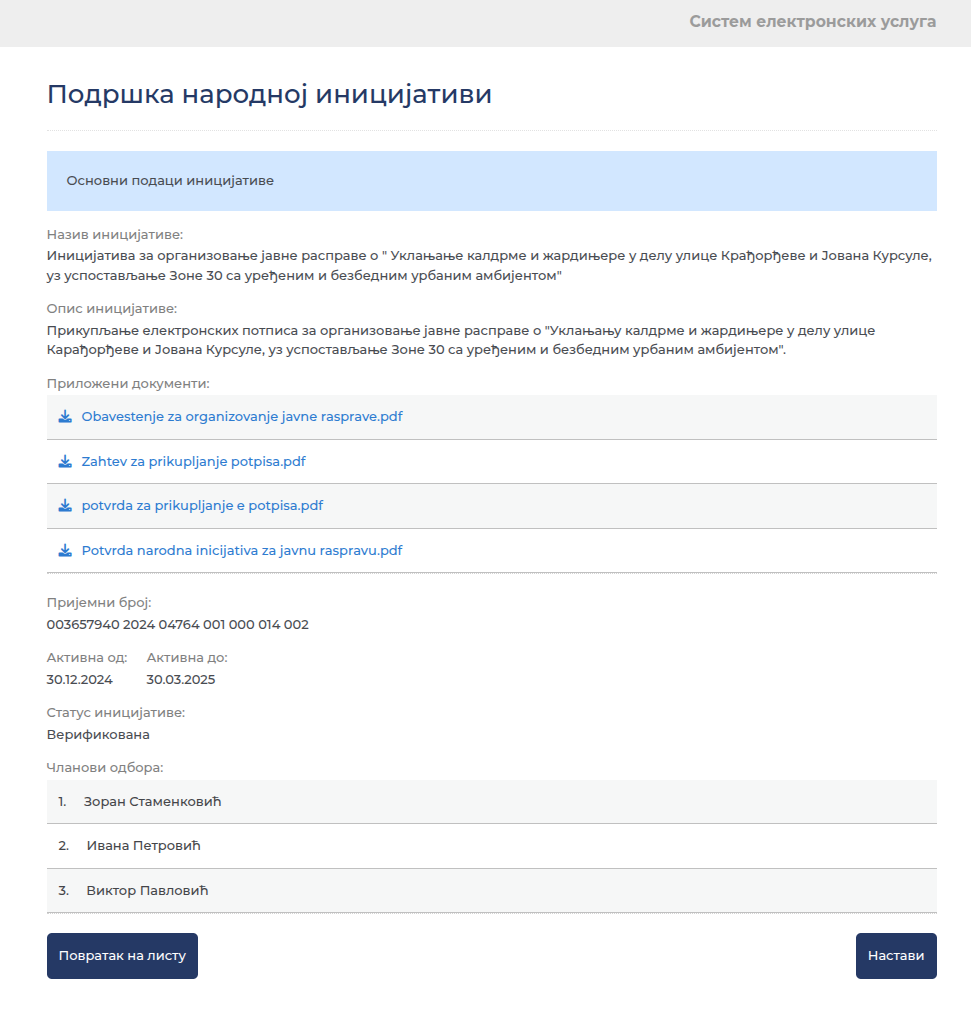 Систем електронских услуга
Подршка народној иницијативи
Основни подаци иницијативе
Назив иницијативе:
Иницијатива за организовање јавне расправе о " Уклањање калдрме и жардињере у делу улице Крађорђеве и Јована Курсуле,
уз успостављање Зоне 30 са уређеним и безбедним урбаним амбијентом"
Опис иницијативе:
Прикупљање електронских потписа за организовање јавне расправе о "Уклањању калдрме и жардињере у делу улице
Карађорђеве и Јована Курсуле, уз успостављање Зоне 30 са уређеним и безбедним урбаним амбијентом".
Приложени документи:
Obavestenje za organizovanje javne rasprave.pdf
Zahtev za prikupljanje potpisa.pdf
potvrda za prikupljanje e potpisa.pdf
Potvrda narodna inicijativa za javnu raspravu.pdf
Пријемни број:
003657940 2024 04764 001 000 014 002
Активна од: Активна до:
30.12.2024 30.03.2025
Статус иницијативе:
Верификована
Чланови одбора:
1. Зоран Стаменковић
2. Ивана Петровић
3. Виктор Павловић
Повратак на листу Настави